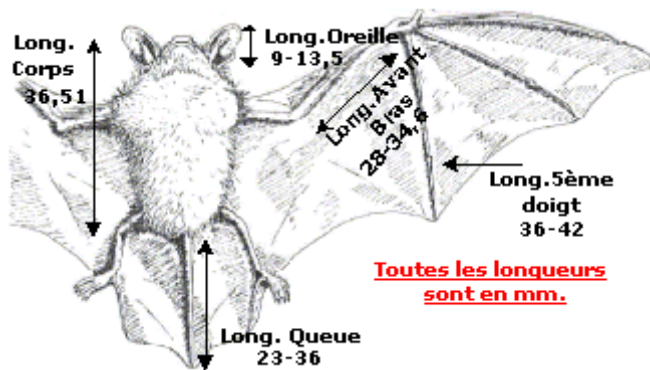 Long.
Corps
36,51
Long.Oreille
9-13,5
Long.Avant
Bras
28-34,6
Long.5ème
doigt
36-42
Toutes les longueurs
sont en mm.
Long. Queue
23-36